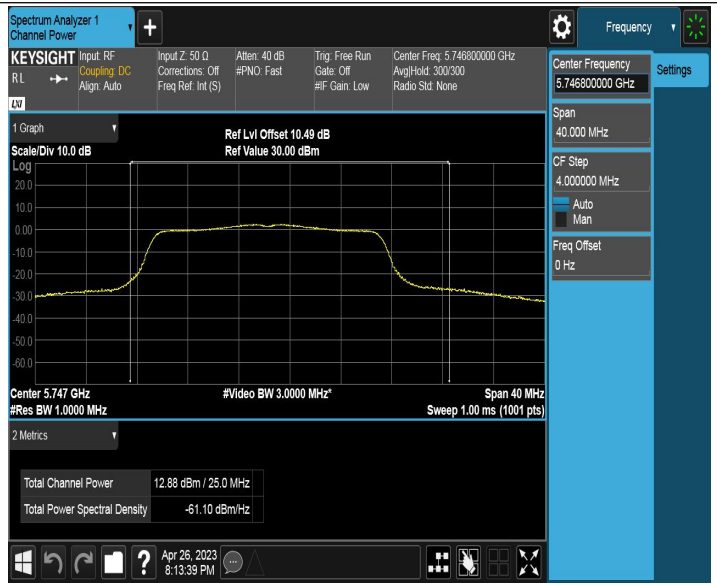 Spectrum Analyzer 1
Channel Power
+
Frequency
KEYSIGHT
RL
LXI
Input: RF
Coupling: DC
Align: Auto
Input Z: 50 Ω
Corrections: Off
Freq Ref: Int (S)
Atten: 40 dB
#PNO: Fast
Trig: Free Run
Gate: Off
#IF Gain: Low
Center Freq: 5.746800000 GHz
Avg|Hold: 300/300
Radio Std: None
Center Frequency
5.746800000 GHz
Settings
Span
40.000 MHz
CF Step
4.000000 MHz
Auto
Man
Freq Offset
0 Hz
1 Graph
Scale/Div 10.0 dB
Ref Lvl Offset 10.49 dB
Ref Value 30.00 dBm
Log
20.0
10.0
0.00
-10.0
-20.0
-30.0
-40.0
-50.0
-60.0
Center 5.747 GHz
#Video BW 3.0000 MHz*
Span 40 MHz
#Res BW 1.0000 MHz
Sweep 1.00 ms (1001 pts)
2 Metrics
Total Channel Power 12.88 dBm / 25.0 MHz
Total Power Spectral Density -61.10 dBm/Hz
?
Apr 26, 2023
8:13:39 PM